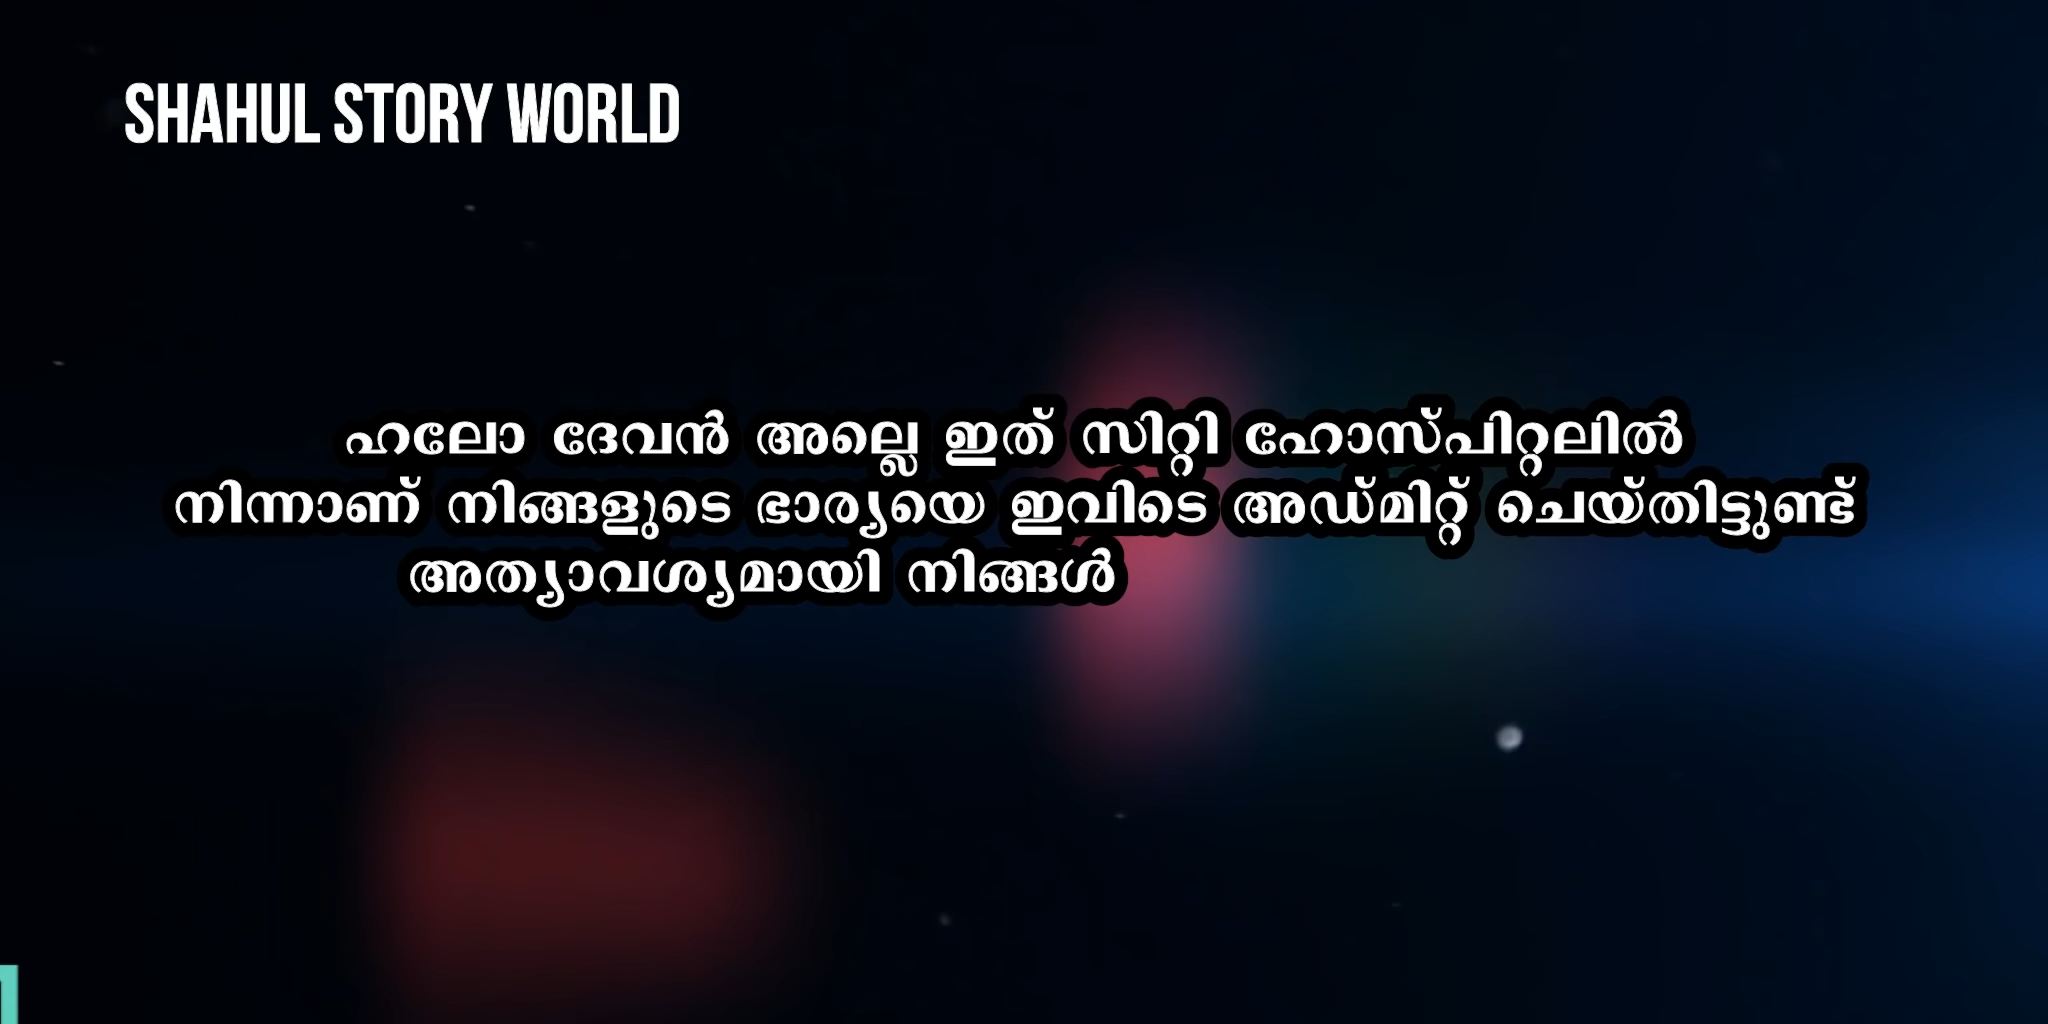 SHAHUL STORY WORLD
ഹലോ ദേവൻ അല്ലെ ഇത് സിറ്റി ഹോസ്പിറ്റലിൽ
നിന്നാണ് നിങ്ങളുടെ ഭാര്യയെ ഇവിടെ അഡ്മിറ്റ് ചെയ്തിട്ടുണ്ട്
അത്യാവശ്യമായി നിങ്ങൾ